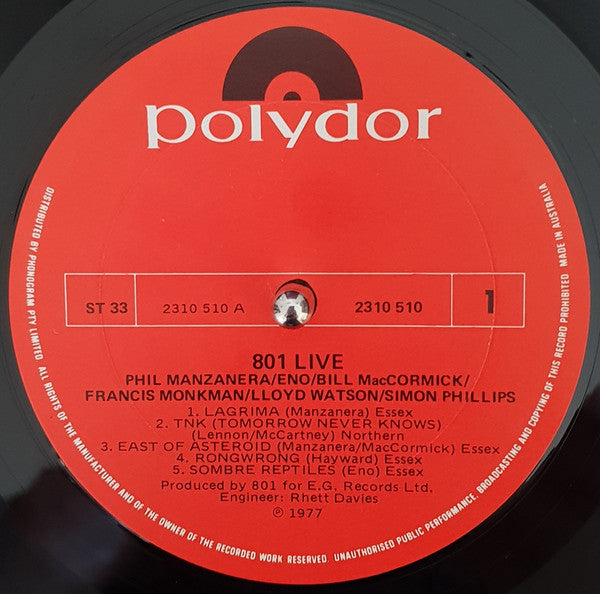 polydor
ST 33
2310 510 A
2310 510
1
801 LIVE
PHIL MANZANERA/ENO/BILL MacCORMICK/
FRANCIS MONKMAN/LLOYD WATSON/SIMON PHILLIPS
1. LAGRIMA (Manzanera) Essex
2. TNK (TOMORROW NEVER KNOWS)
(Lennon/McCartney) Northern
3. EAST OF ASTEROID (Manzanera/MacCormick) Essex
4. RONGWRONG (Hayward) Essex
5. SOMBRE REPTILES (Eno) Essex
Produced by 801 for E.G. Records Ltd,
Engineer: Rhett Davies
℗ 1977
DISTRIBUTED BY PHONOGRAM PTY LIMITED. ALL RIGHTS OF THE MANUFACTURER AND OF THE OWNER OF THE RECORDED WORK RESERVED. UNAUTHORISED PUBLIC PERFORMANCE, BROADCASTING AND COPYING OF THIS RECORD PROHIBITED MADE IN AUSTRALIA